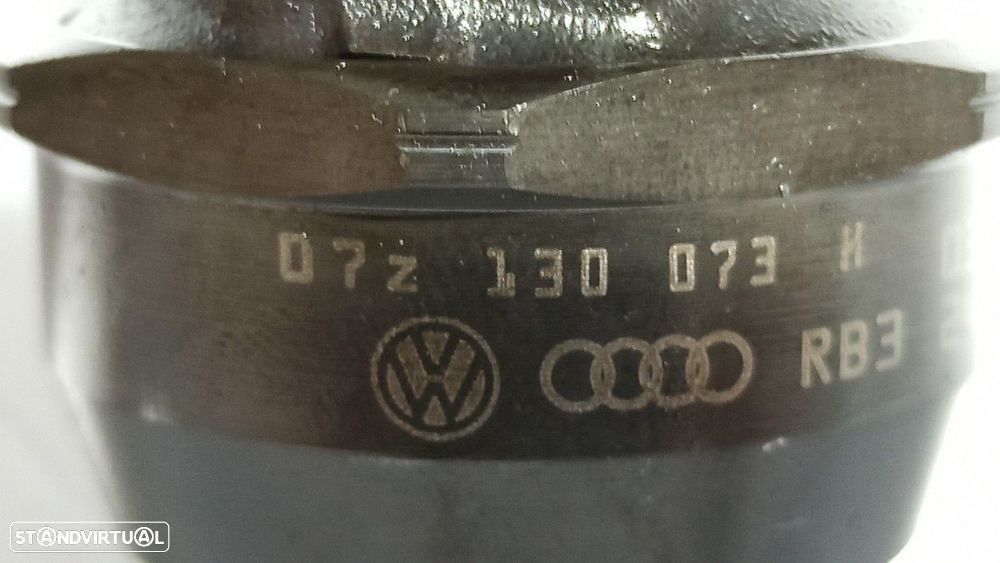 07z 130 073 H
RB3
STANDVIRTUAL